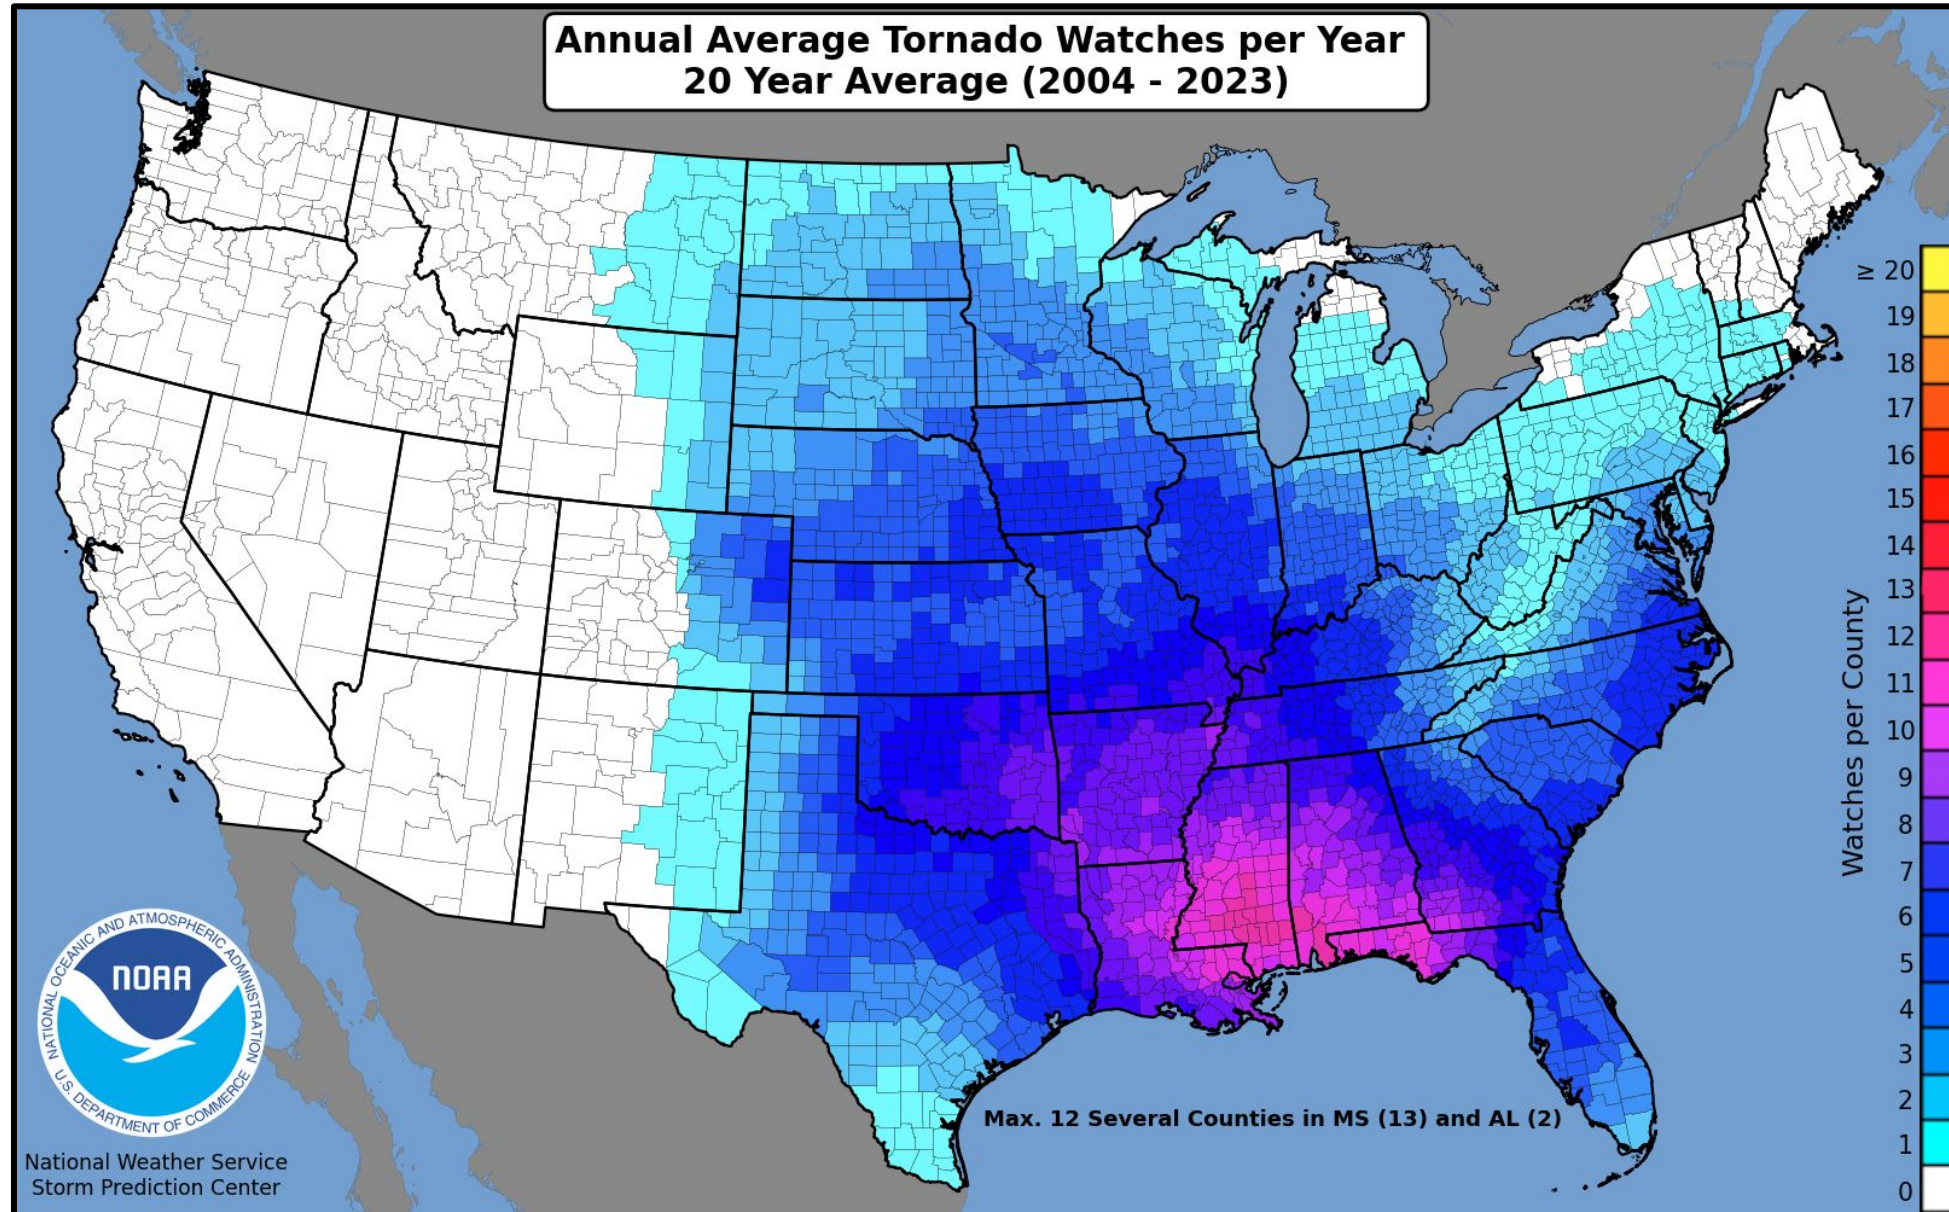 Annual Average Tornado Watches per Year
20 Year Average (2004 - 2023)
≥ 20
19
18
17
16
15
14
13
12
11
10
9
8
7
6
5
4
3
2
1
0
Watches per County
NATIONAL OCEANIC AND ATMOSPHERIC ADMINISTRATION
NOAA
U.S. DEPARTMENT OF COMMERCE
Max. 12 Several Counties in MS (13) and AL (2)
National Weather Service
Storm Prediction Center